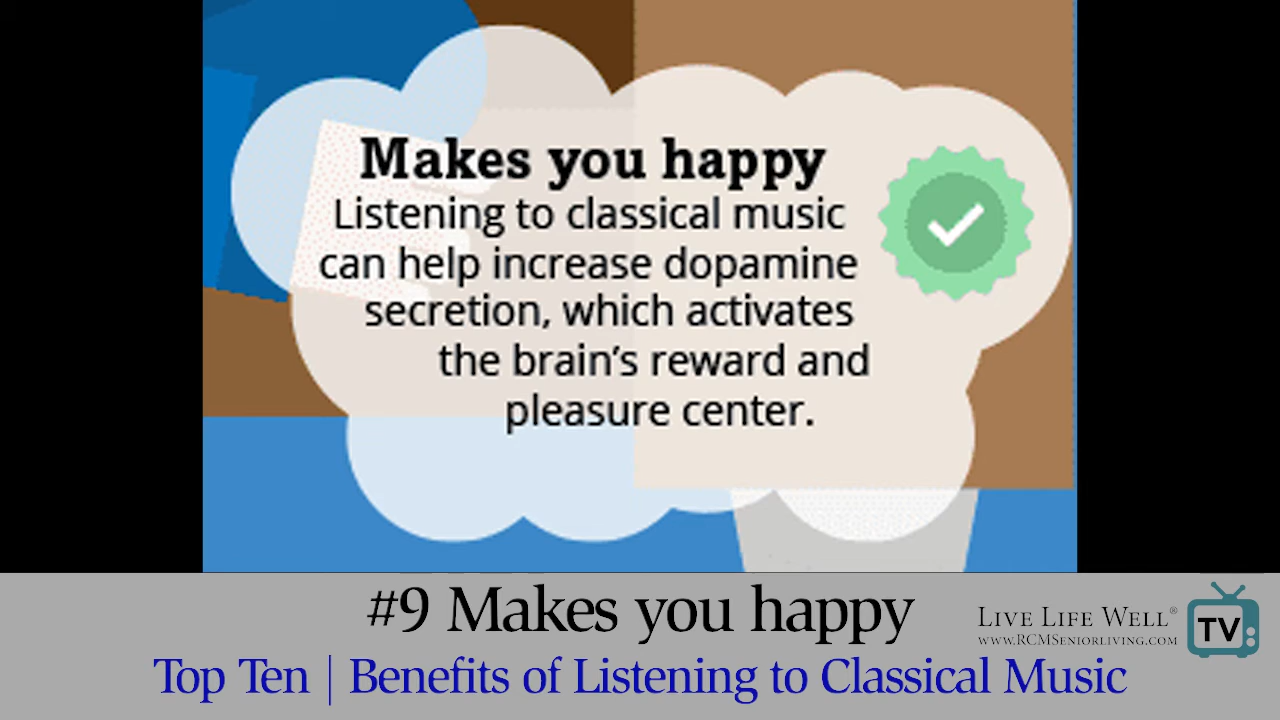 Makes you happy
Listening to classical music
can help increase dopamine
secretion, which activates
the brain's reward and
pleasure center.
#9 Makes you happy
LIVE LIFE WELL®
WWW.RCMSENIORLIVING.COM
TV
Top Ten | Benefits of Listening to Classical Music